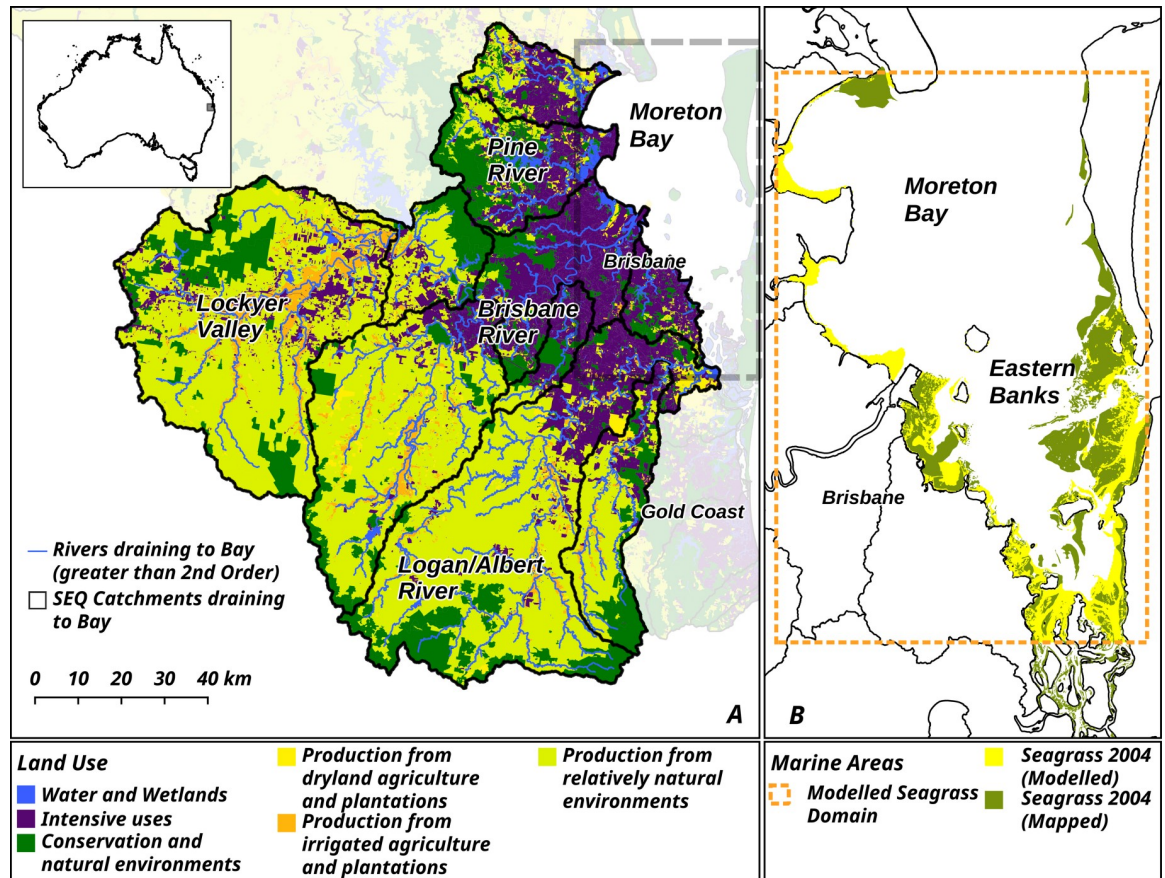 Moreton
Bay
Pine
River
Brisbane
Lockyer
Valley
Brisbane
River
Gold Coast
Logan/Albert
River
Rivers draining to Bay
(greater than 2nd Order)
SEQ Catchments draining
to Bay
0 10 20 30 40 km
A
Moreton
Bay
Eastern
Banks
Brisbane
B
Land Use
Water and Wetlands
Intensive uses
Conservation and
natural environments
Production from
dryland agriculture
and plantations
Production from
irrigated agriculture
and plantations
Production from
relatively natural
environments
Marine Areas
Modelled Seagrass
Domain
Seagrass 2004
(Modelled)
Seagrass 2004
(Mapped)